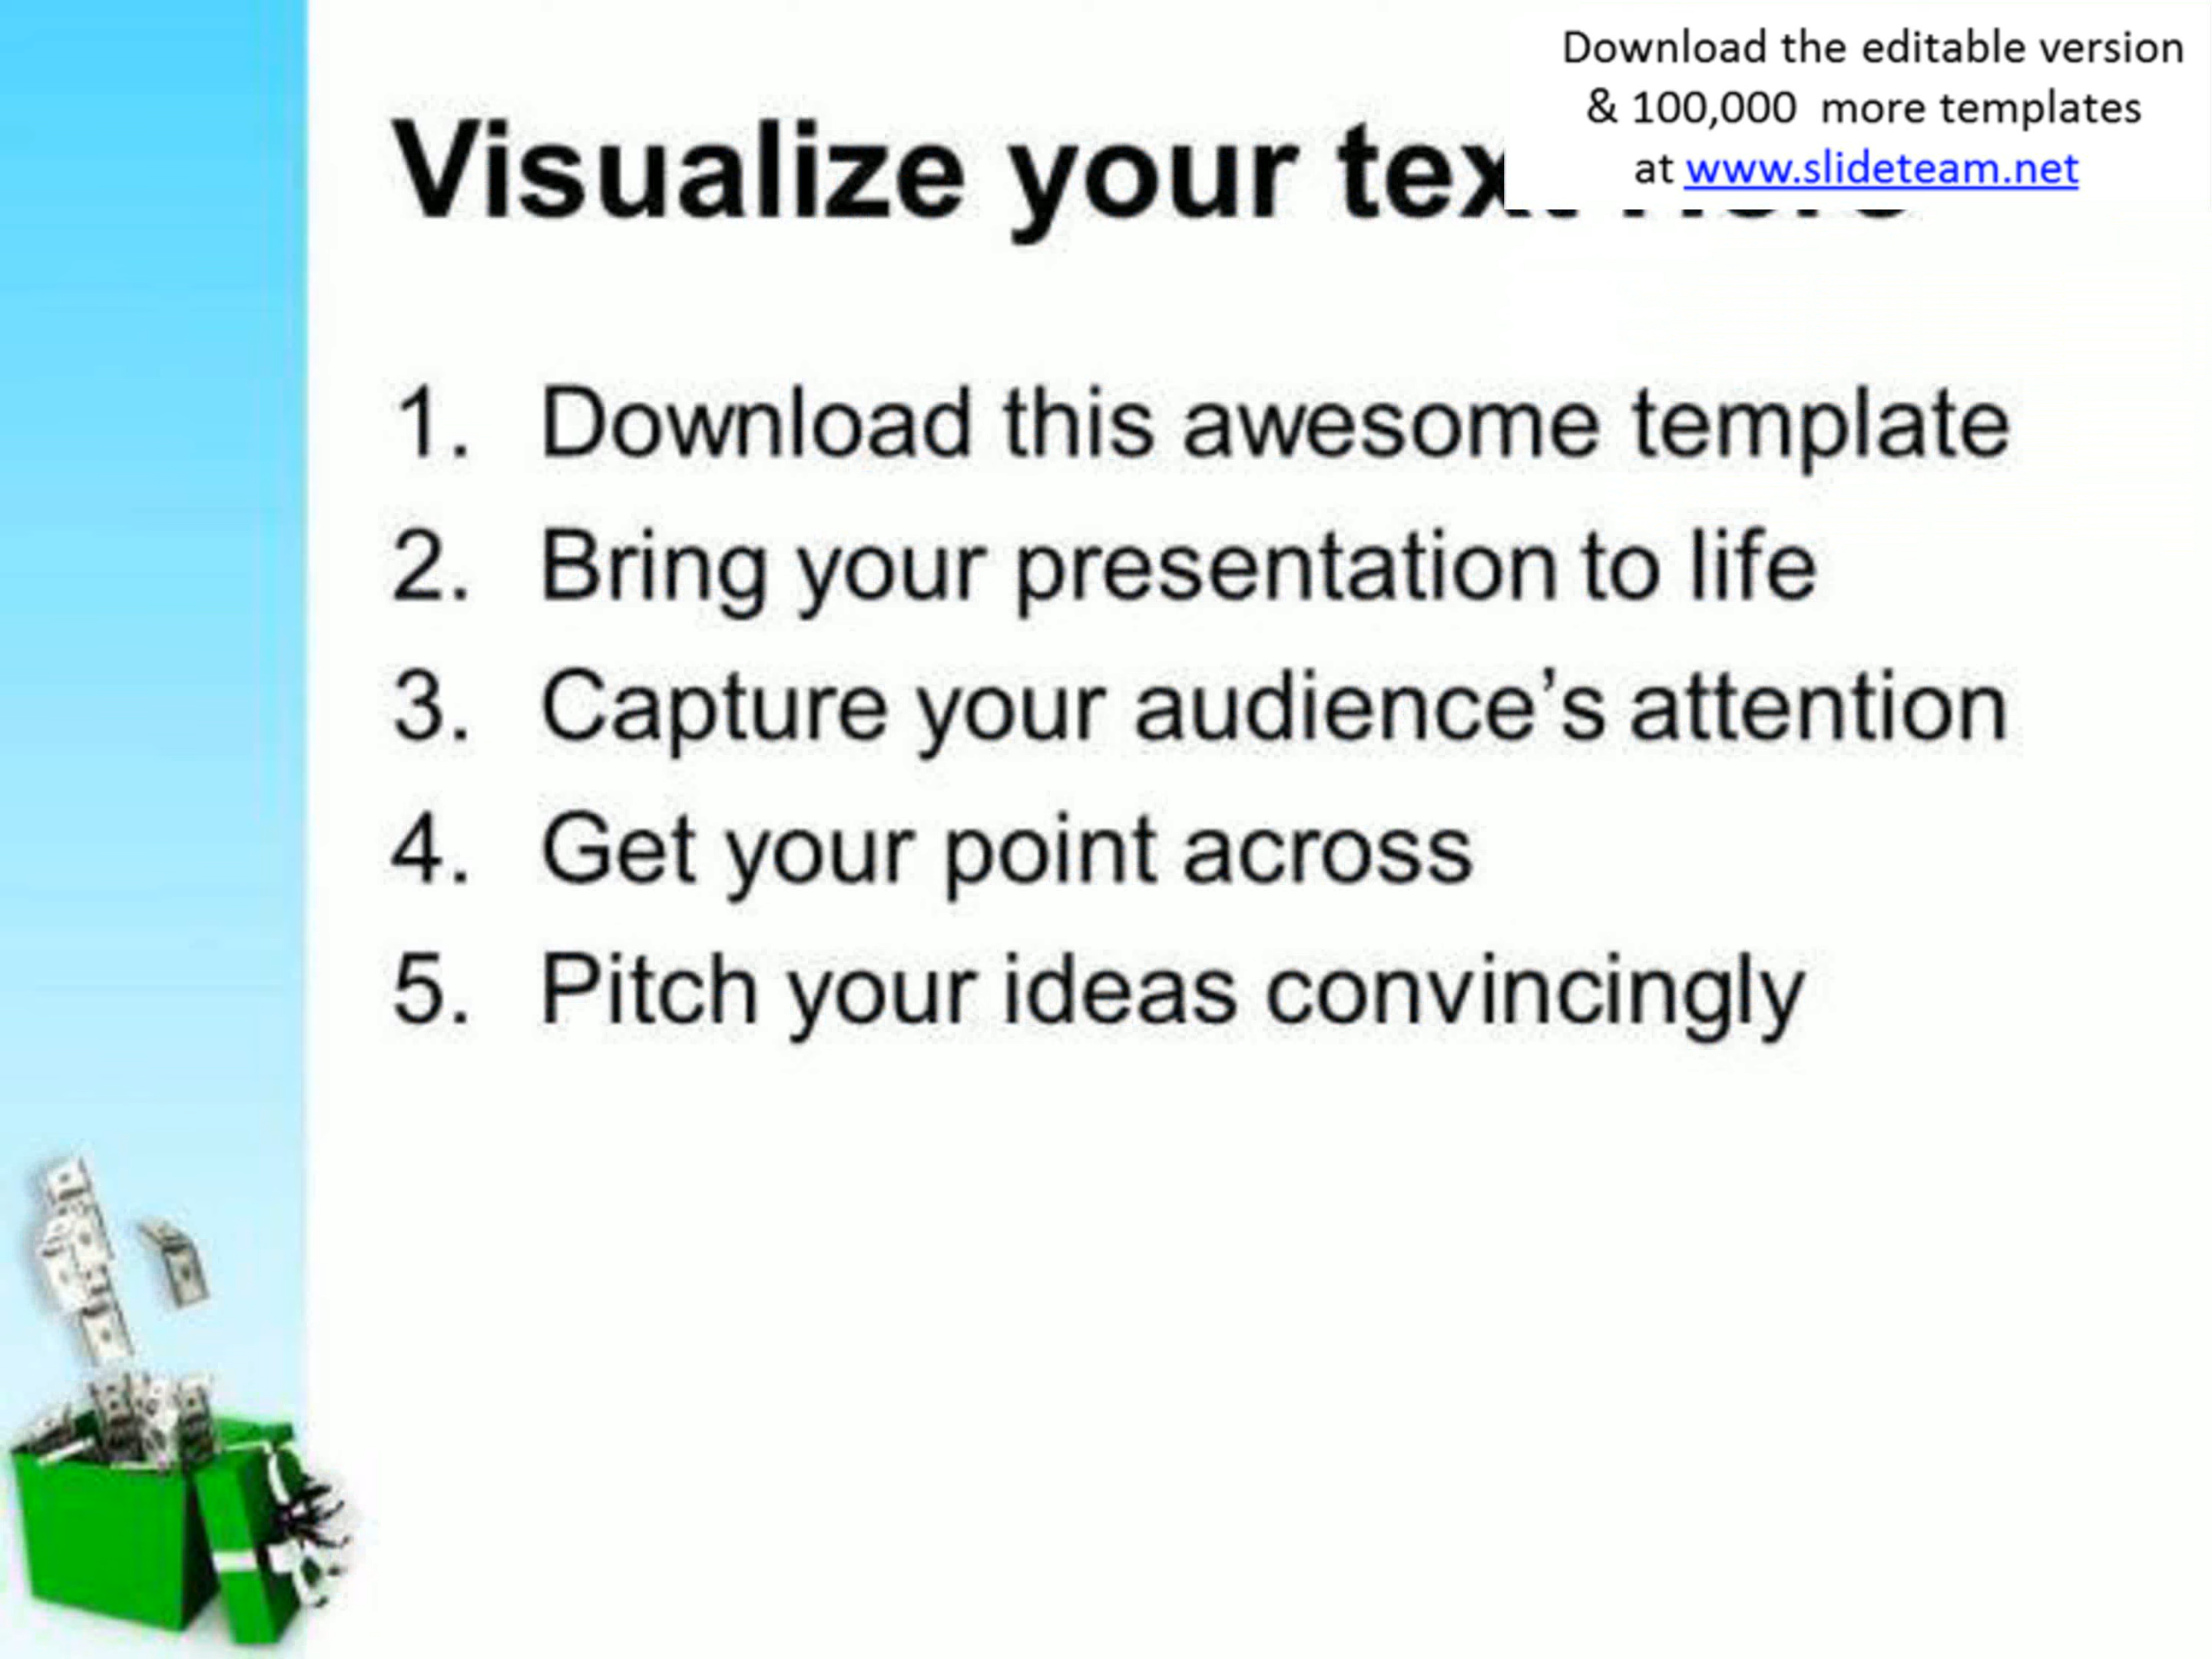 Download the editable version
& 100,000 more templates
at www.slideteam.net
Visualize your text
1. Download this awesome template
2. Bring your presentation to life
3. Capture your audience’s attention
4. Get your point across
5. Pitch your ideas convincingly